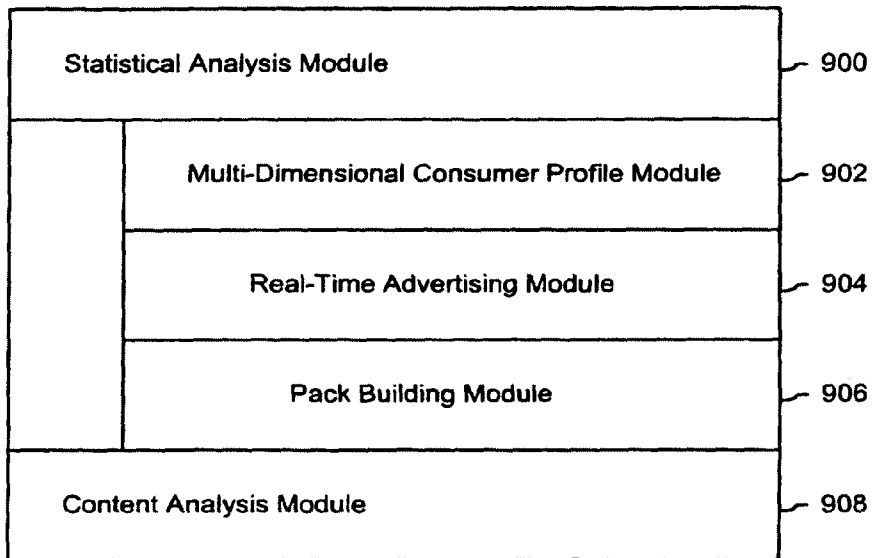 Statistical Analysis Module 900
Multi-Dimensional Consumer Profile Module 902
Real-Time Advertising Module 904
Pack Building Module 906
Content Analysis Module 908